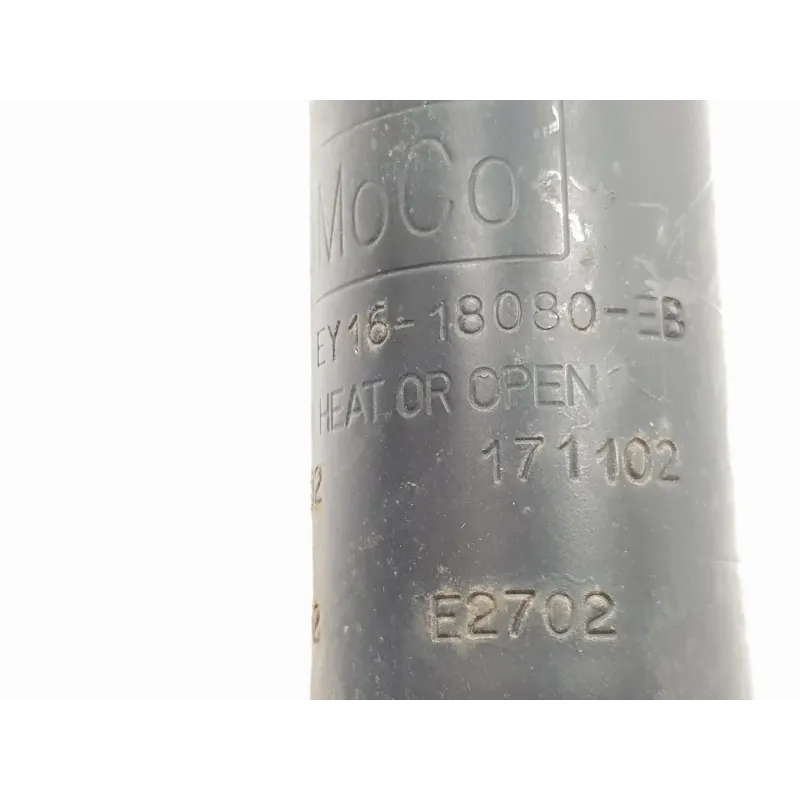 MoCo
EY16-18080-EB
HEAT OR OPEN
171102
E2702